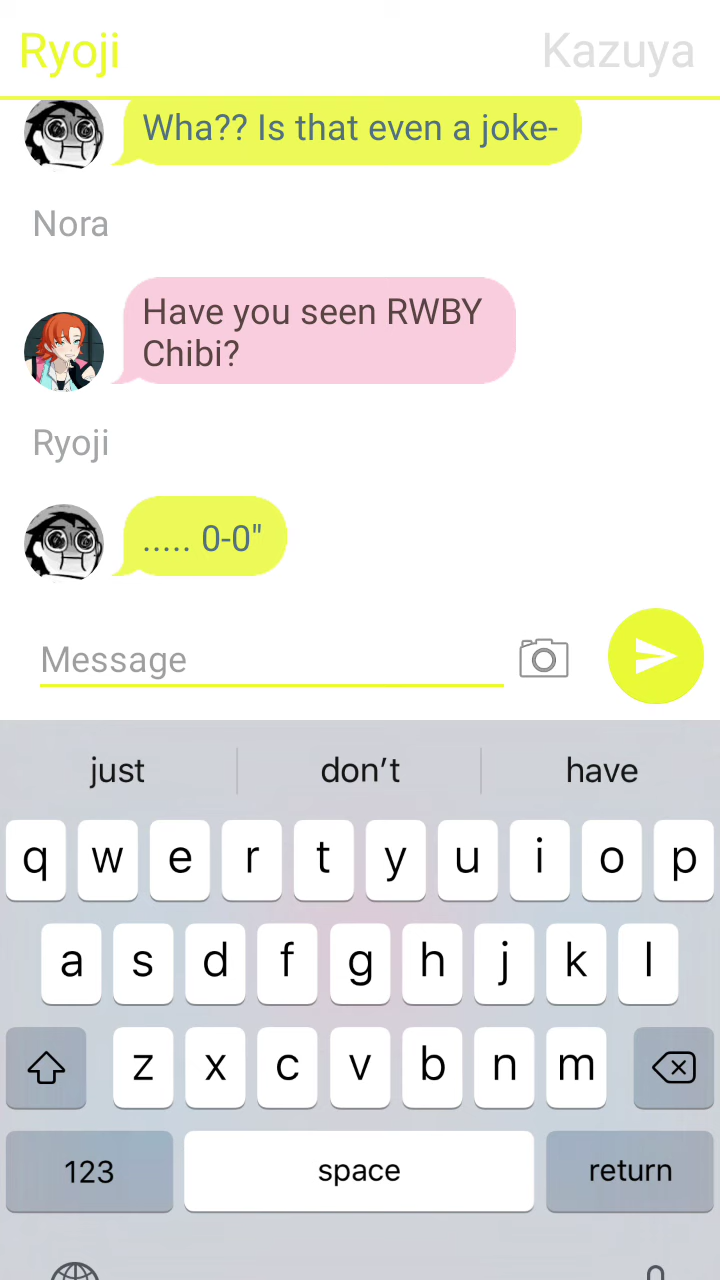 Ryoji Kazuya
Wha?? Is that even a joke-
Nora
Have you seen RWBY
Chibi?
Ryoji
..... 0-0"
Message
just don't have
q w e r t y u i o p
a s d f g h j k l
z x c v b n m
123 space return